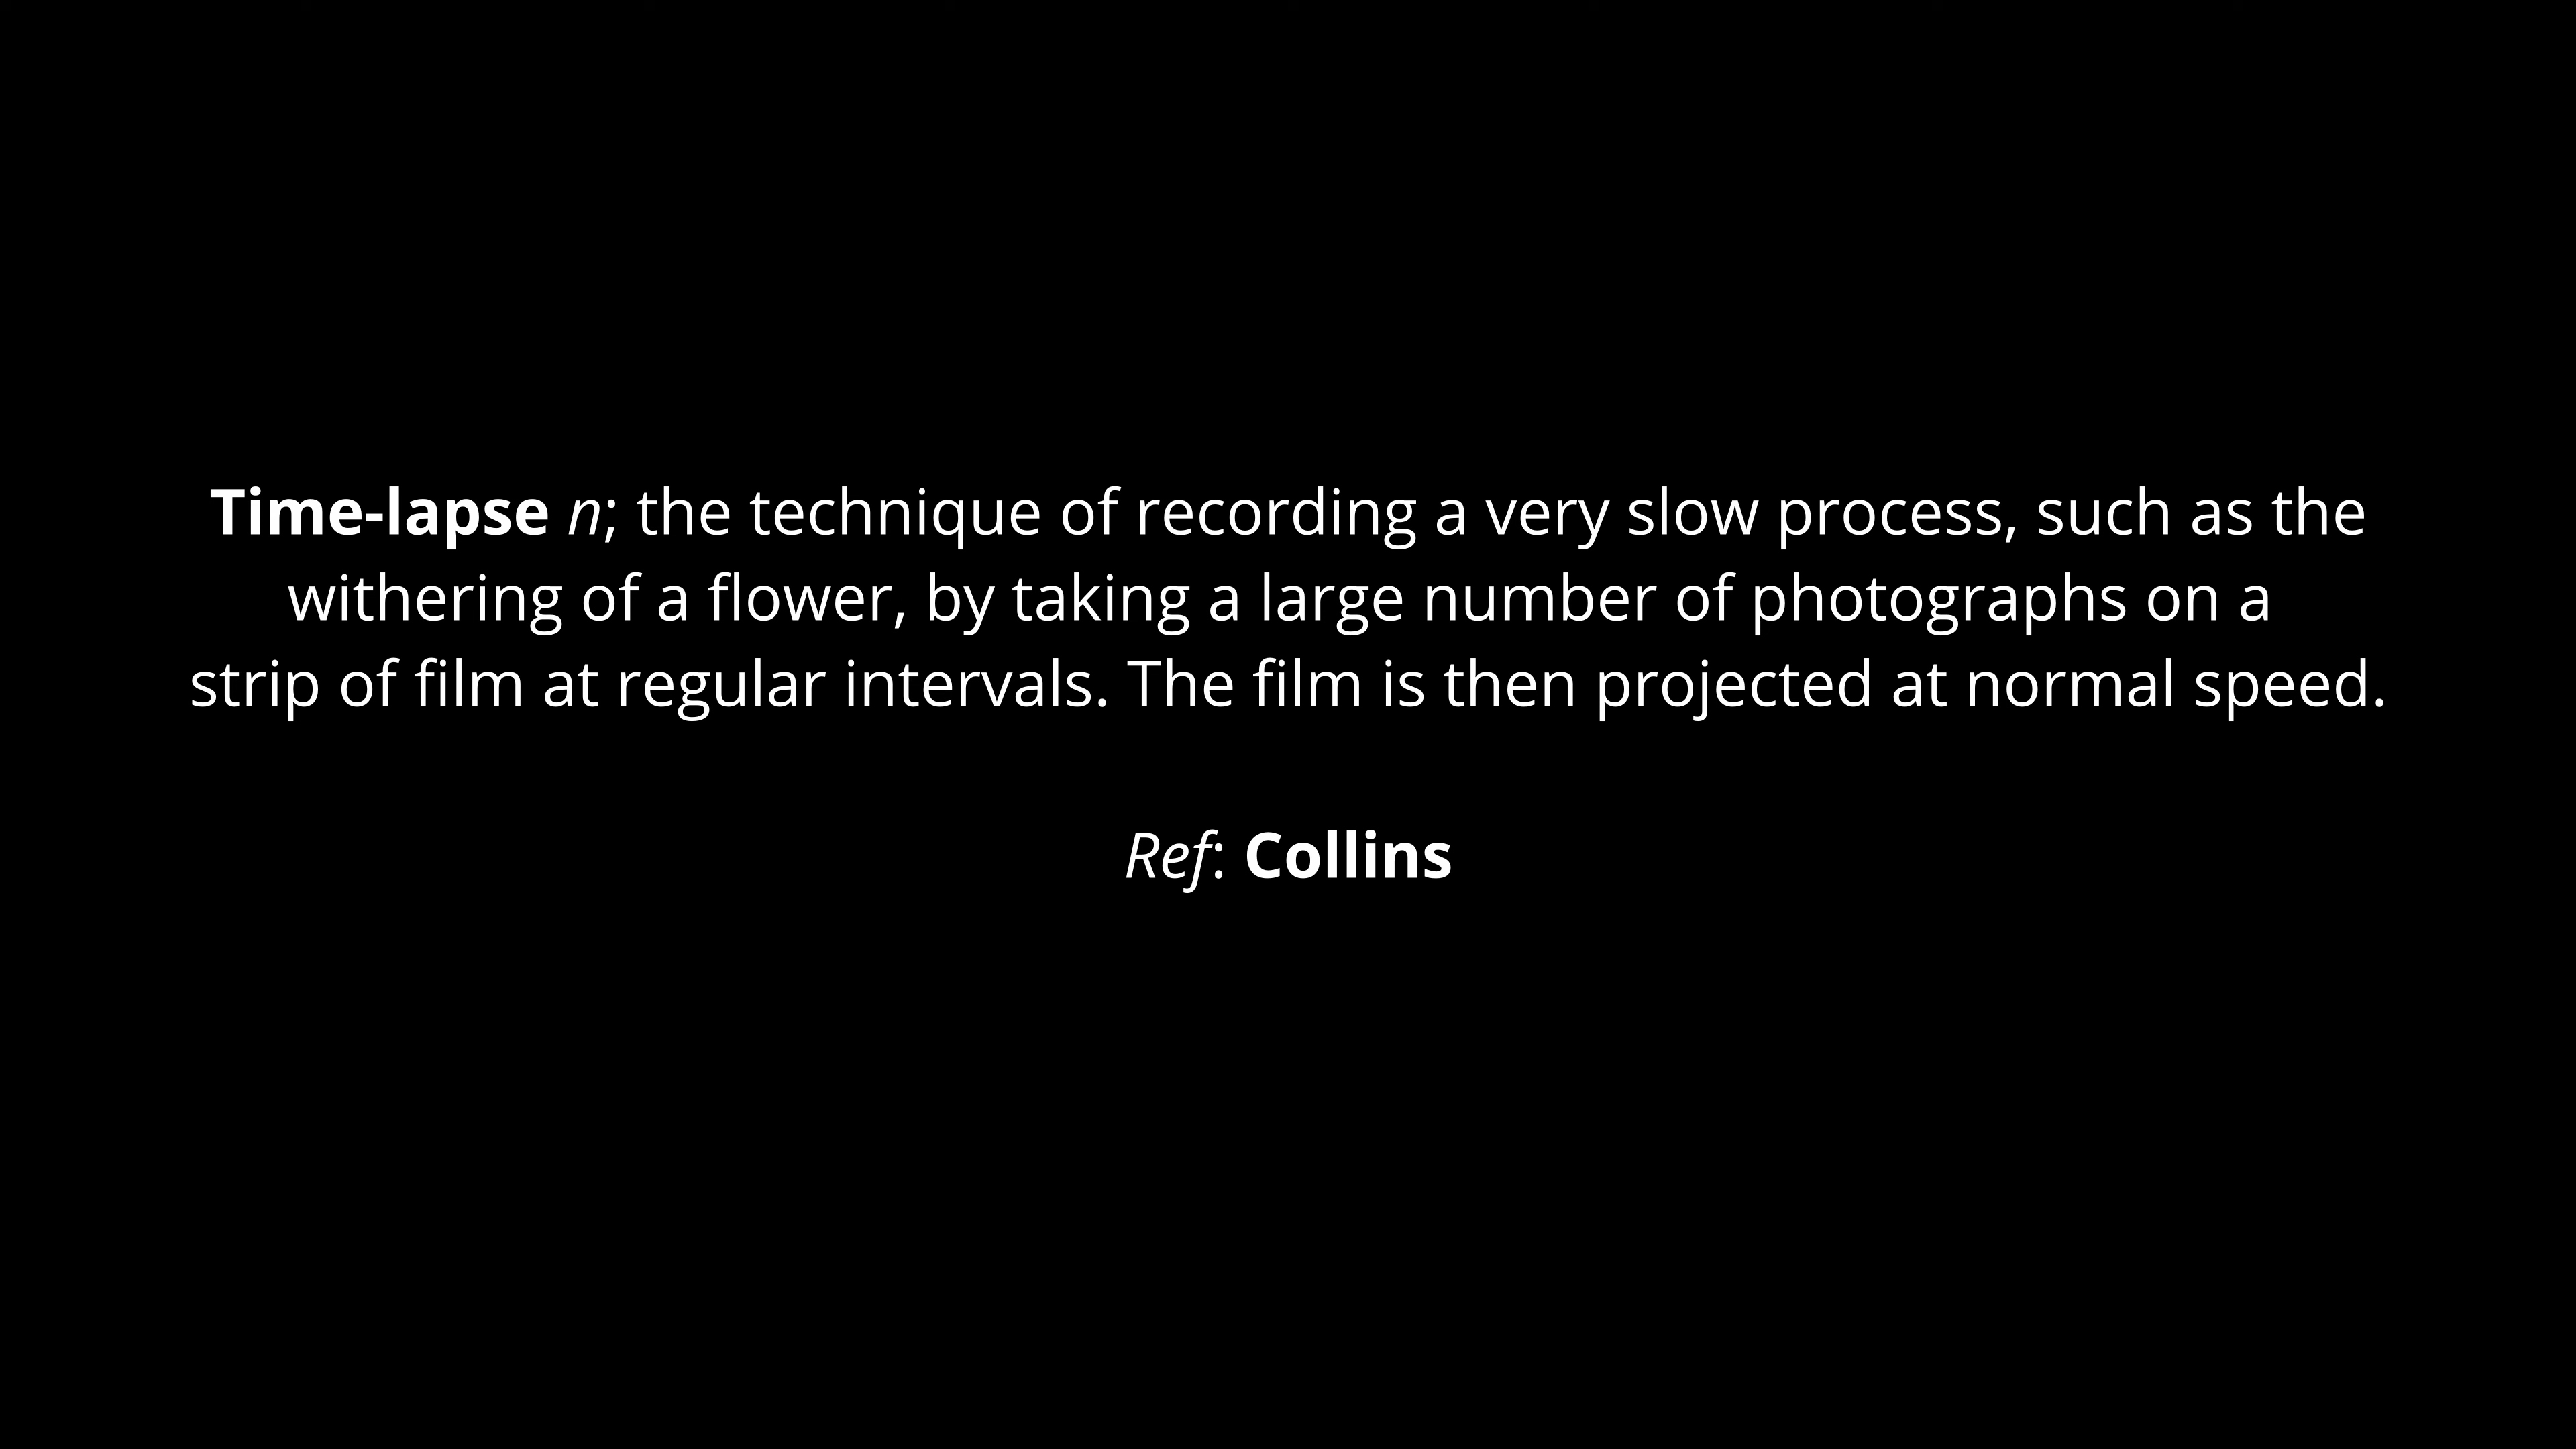 Time-lapse n; the technique of recording a very slow process, such as the
withering of a flower, by taking a large number of photographs on a
strip of film at regular intervals. The film is then projected at normal speed.
Ref: Collins